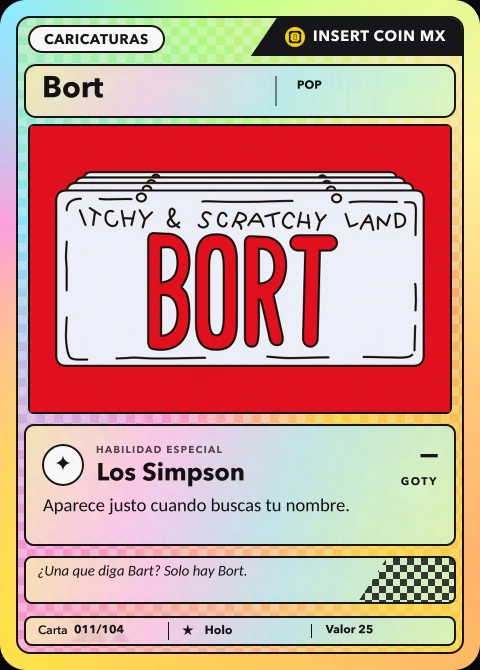 CARICATURAS
INSERT COIN MX
Bort
POP
ITCHY & SCRATCHY LAND
BORT
HABILIDAD ESPECIAL
Los Simpson
GOTY
Aparece justo cuando buscas tu nombre.
¿Una que diga Bart? Solo hay Bort.
Carta 011/104
★ Holo
Valor 25